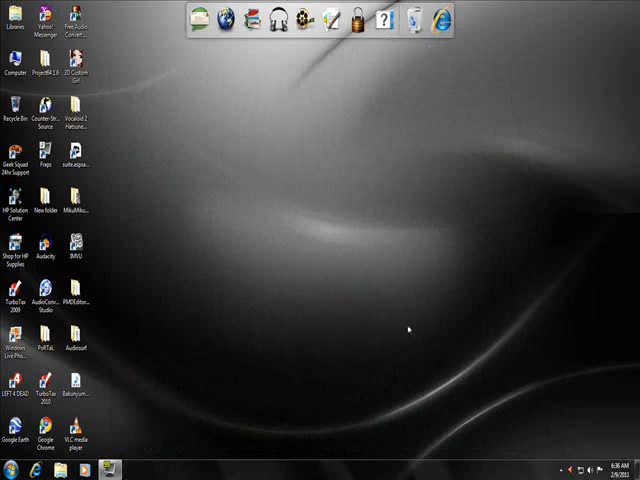 Libraries
Yahoo!
Messenger
Free Audio
Convert ...
Computer
Project64 1.6
3D Custom
Girl
Recycle Bin
Counter-Str...
Source
Vocaloid 2
Hatsune...
Geek Squad
24hr Support
Fraps
suite.aspxa...
HP Solution
Center
New folder
MikuMiku...
Shop for HP
Supplies
Audacity
IMVU
TurboTax
2009
AudioConv...
Studio
PMDEditor...
Windows
Live Pho...
PoRTaL
Audiosurf
LEFT 4 DEAD
TurboTax
2010
Bakunyum...
Google Earth
Google
Chrome
VLC media
player
6:36 AM
2/9/2011